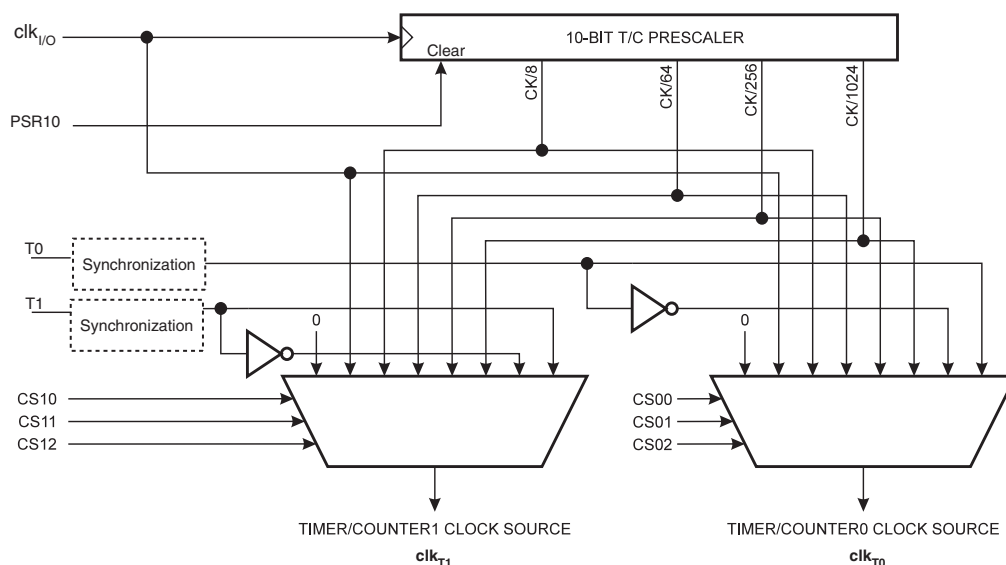 clkI/O
10-BIT T/C PRESCALER
Clear
CK/8
CK/64
CK/256
CK/1024
PSR10
T0
Synchronization
T1
Synchronization
0
0
CS10
CS11
CS12
CS00
CS01
CS02
TIMER/COUNTER1 CLOCK SOURCE
clkT1
TIMER/COUNTER0 CLOCK SOURCE
clkT0